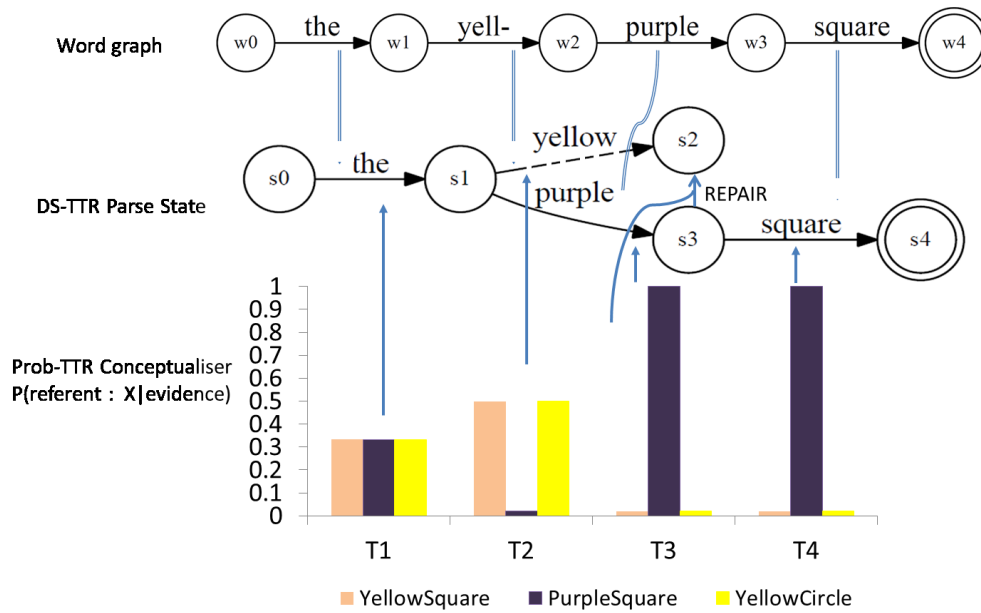 Word graph
w0 the w1 yell- w2 purple w3 square w4
yellow s2
s0 the s1
purple REPAIR
DS-TTR Parse State
s3 square s4
1
0.9
0.8
0.7
Prob-TTR Conceptualiser
P(referent : X|evidence)
0.6
0.5
0.4
0.3
0.2
0.1
0
T1 T2 T3 T4
YellowSquare PurpleSquare YellowCircle